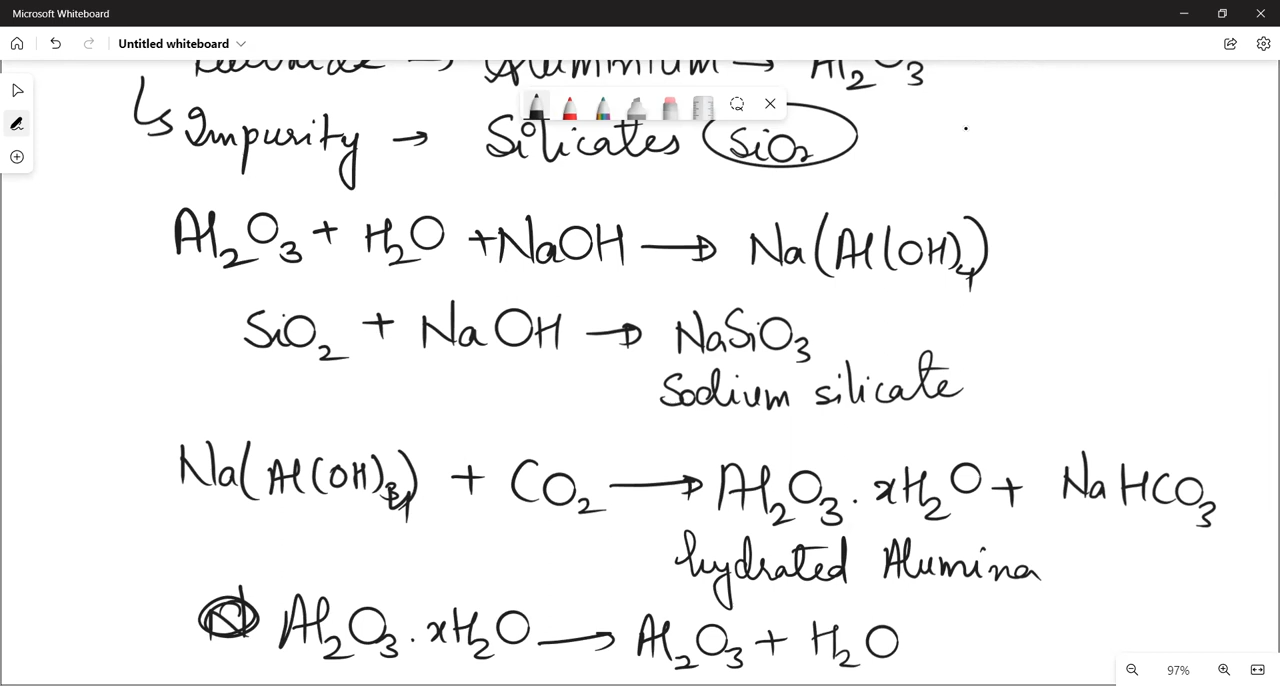 Microsoft Whiteboard
Untitled whiteboard
Aluminium → Al2O3
↳ Impurity → Silicates SiO2
Al2O3 + H2O + NaOH → Na(Al(OH)4)
SiO2 + NaOH → NaSiO3
Sodium silicate
Na(Al(OH)4) + CO2 → Al2O3 . xH2O + NaHCO3
hydrated Alumina
Al2O3 . xH2O → Al2O3 + H2O
97%